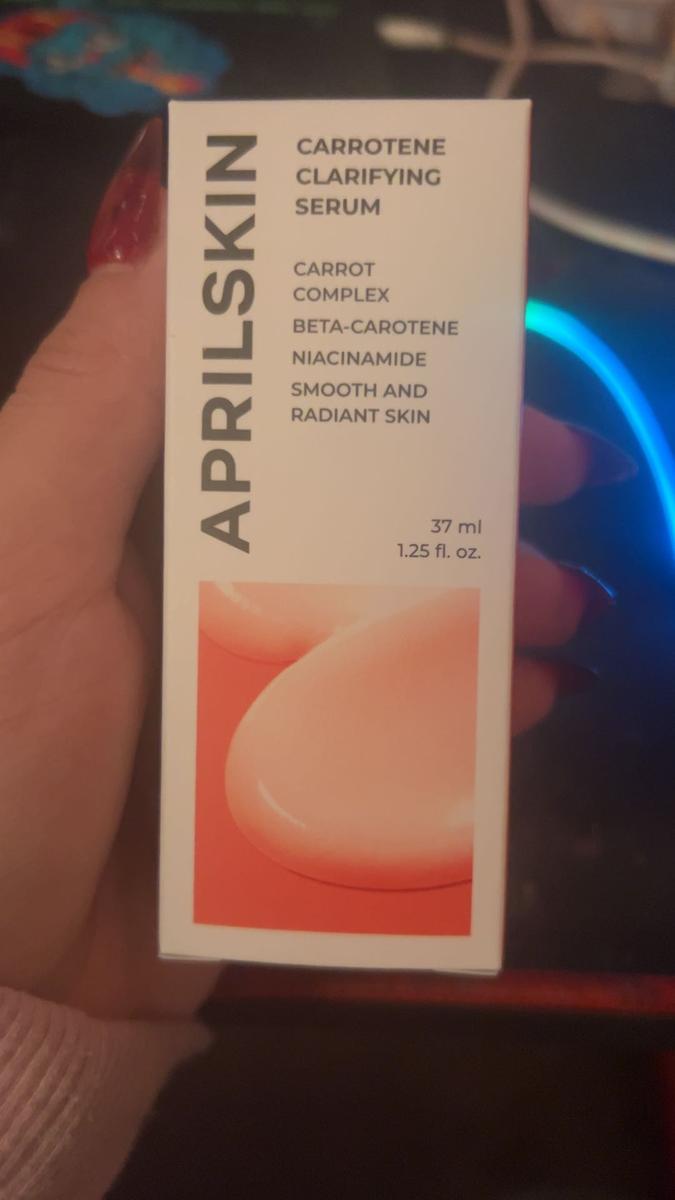 APRILSKIN
CARROTENE
CLARIFYING
SERUM
CARROT
COMPLEX
BETA-CAROTENE
NIACINAMIDE
SMOOTH AND
RADIANT SKIN
37 ml
1.25 fl. oz.